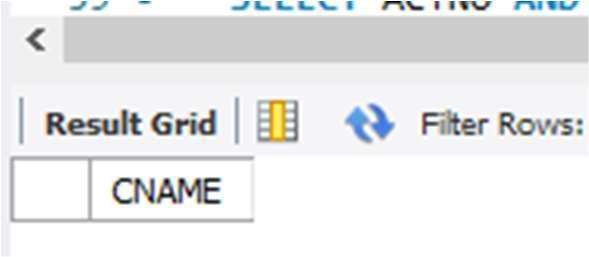 SELECT ACTNO AND
Result Grid Filter Rows:
CNAME